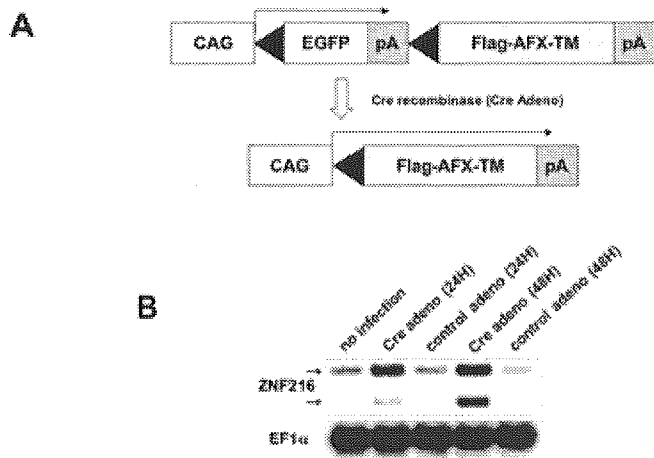 A
CAG EGFP pA Flag-AFX-TM pA
Cre recombinase (Cre Adeno)
CAG Flag-AFX-TM pA
B
no infection
Cre adeno (24H)
control adeno (24H)
Cre adeno (48H)
control adeno (48H)
ZNF216
EF1α